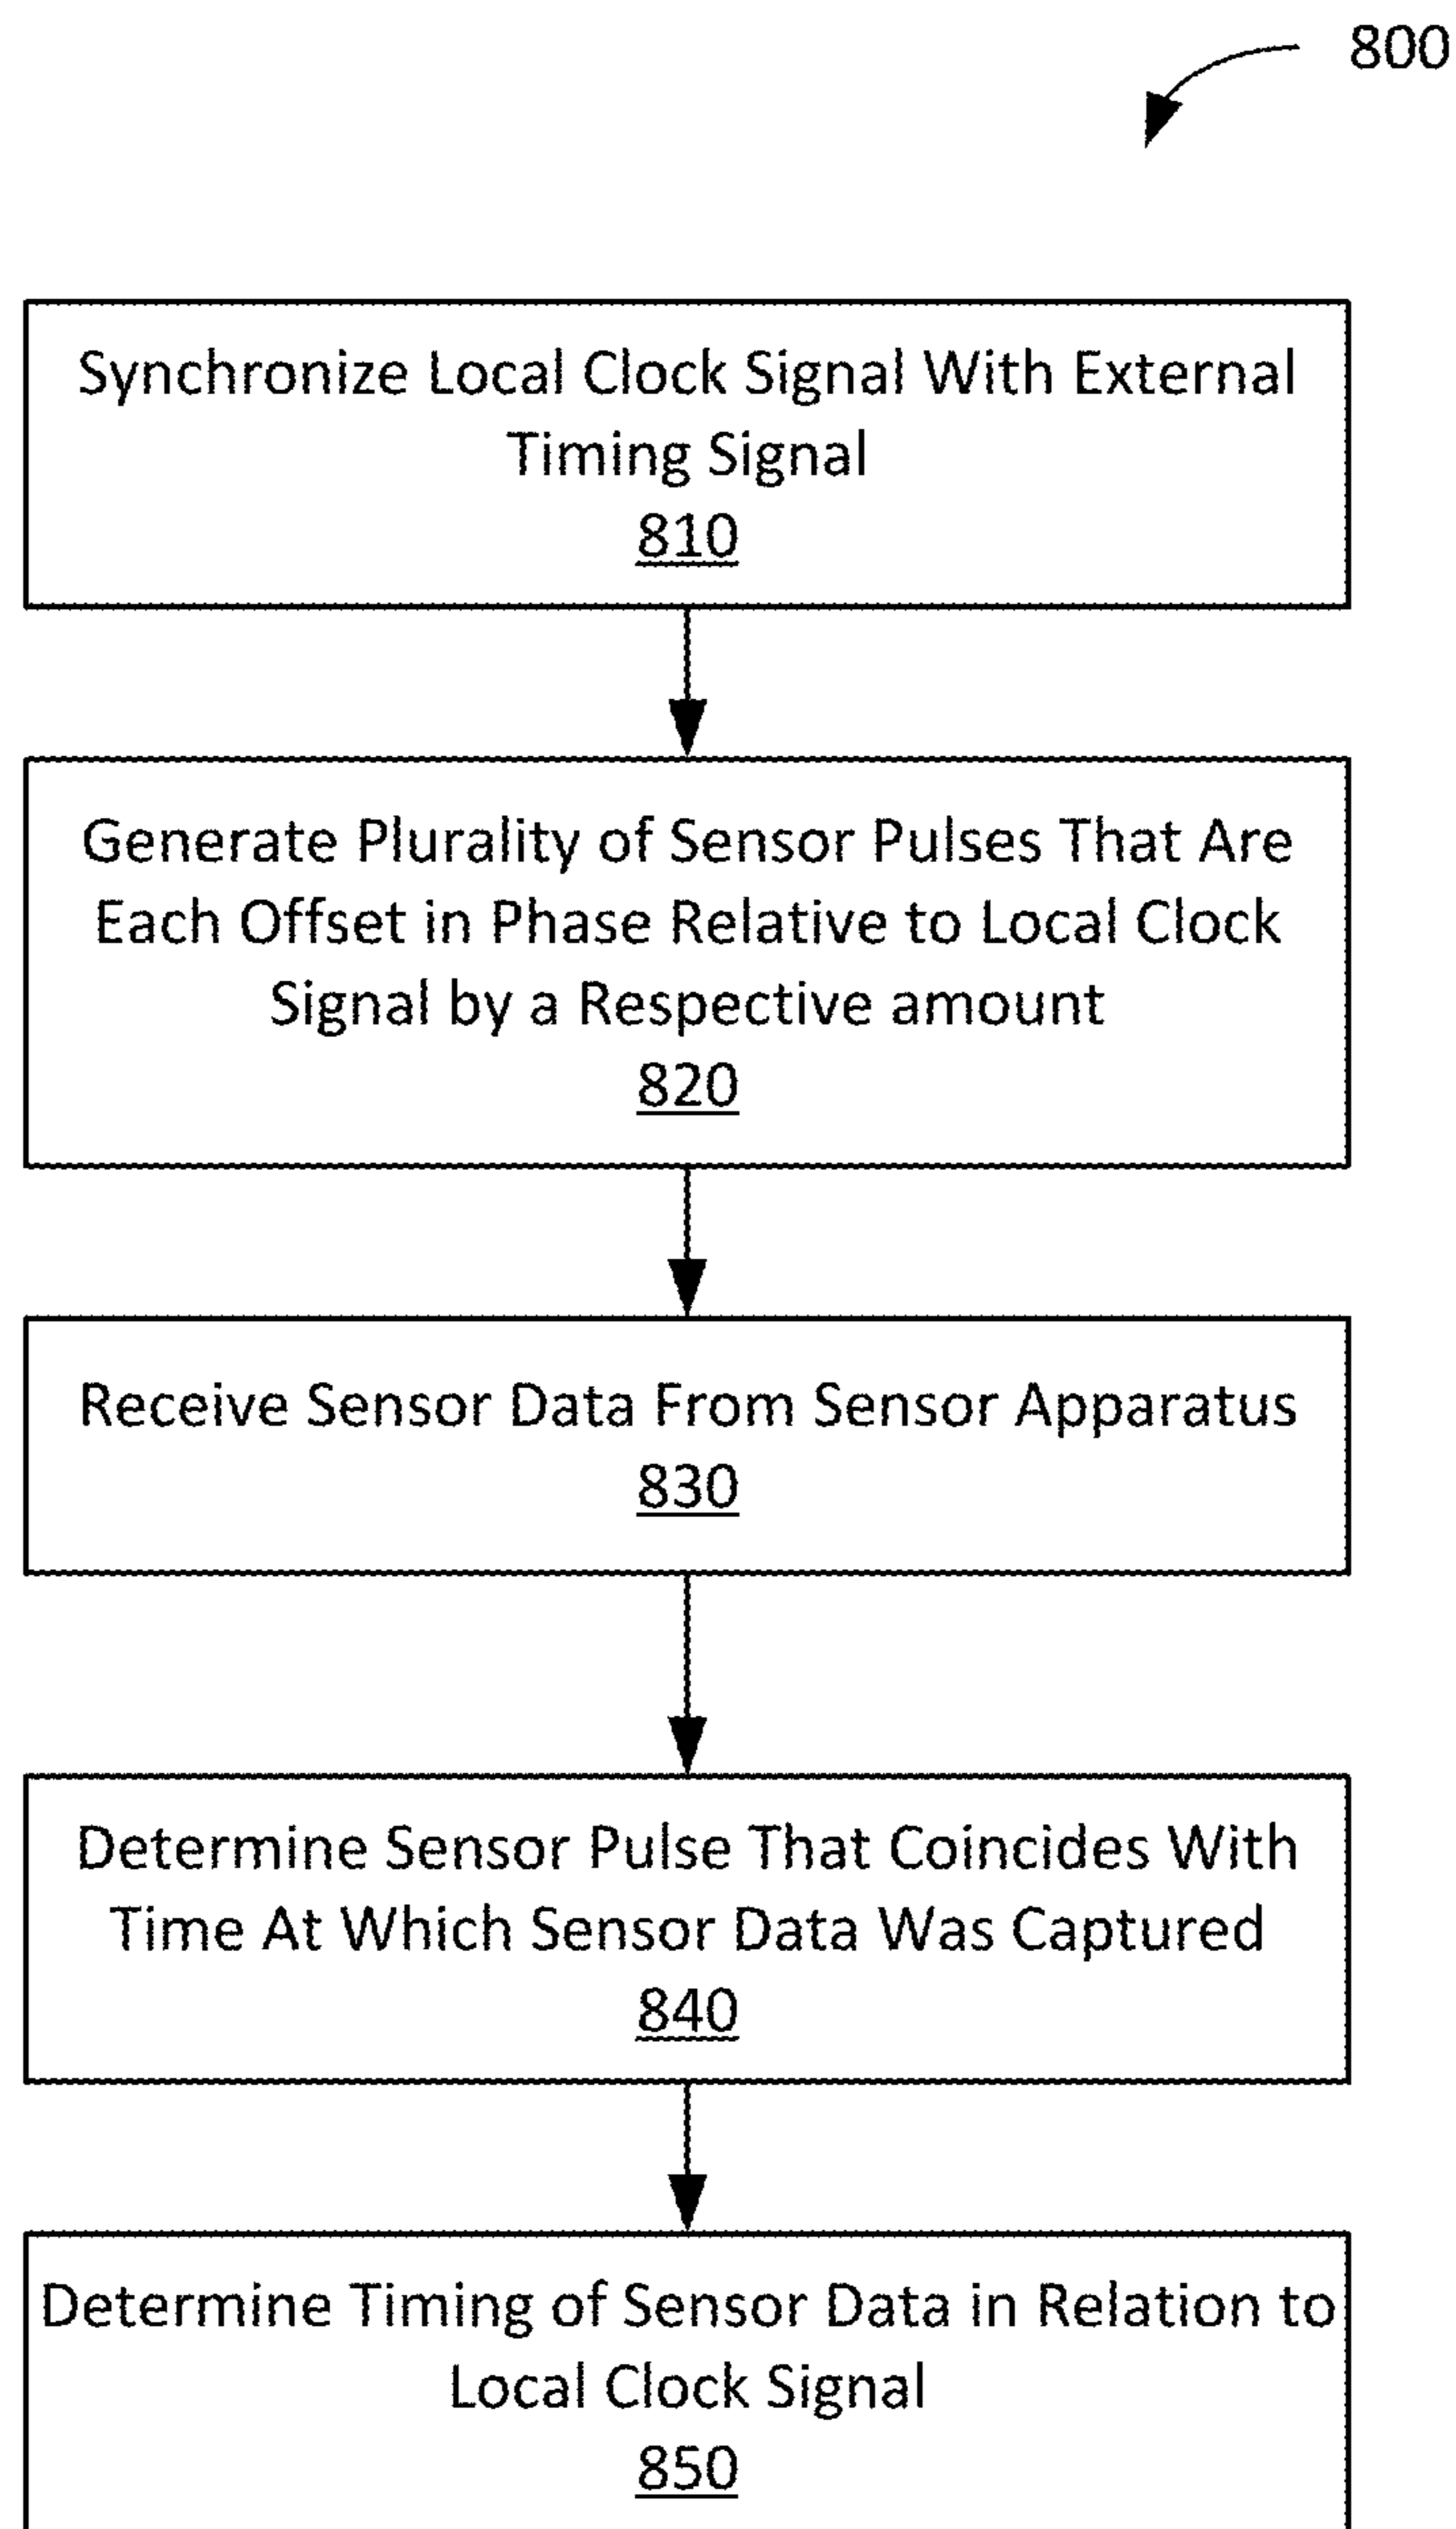 800
Synchronize Local Clock Signal With External
Timing Signal
810
Generate Plurality of Sensor Pulses That Are
Each Offset in Phase Relative to Local Clock
Signal by a Respective amount
820
Receive Sensor Data From Sensor Apparatus
830
Determine Sensor Pulse That Coincides With
Time At Which Sensor Data Was Captured
840
Determine Timing of Sensor Data in Relation to
Local Clock Signal
850